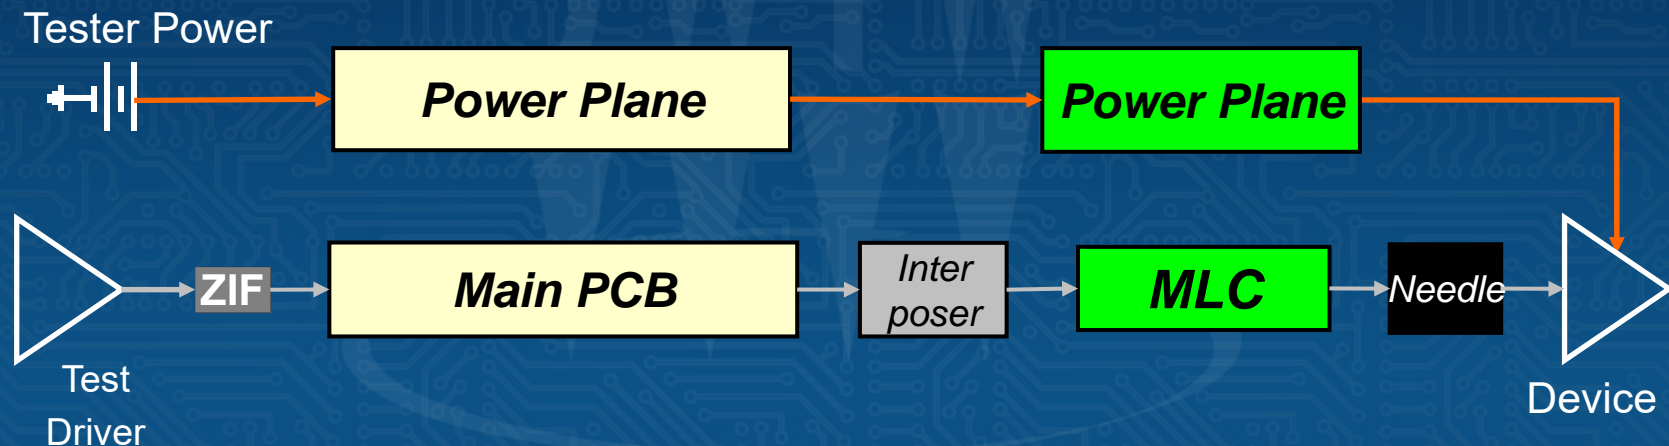 Tester Power
Power Plane
Power Plane
ZIF
Main PCB
Inter
poser
MLC
Needle
Test
Driver
Device